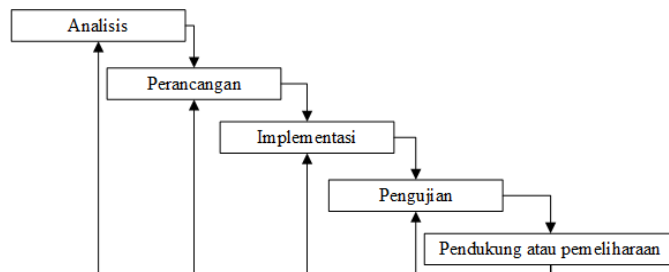 Analisis
Perancangan
Implementasi
Pengujian
Pendukung atau pemeliharaan